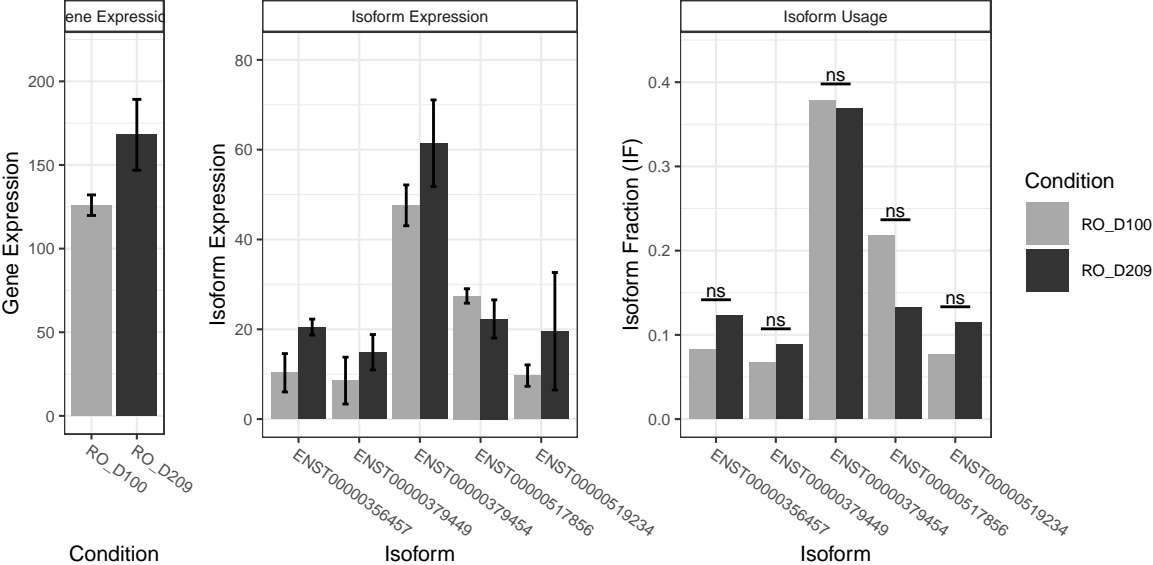 ene Expressio
Gene Expression
200
150
100
50
0
RO_D100
RO_D209
Condition
Isoform Expression
Isoform Expression
80
60
40
20
0
ENST00000356457
ENST00000379449
ENST00000379454
ENST00000517856
ENST00000519234
Isoform
Isoform Usage
Isoform Fraction (IF)
0.4
0.3
0.2
0.1
0.0
ns
ns
ns
ns
ns
ENST00000356457
ENST00000379449
ENST00000379454
ENST00000517856
ENST00000519234
Isoform
Condition
RO_D100
RO_D209